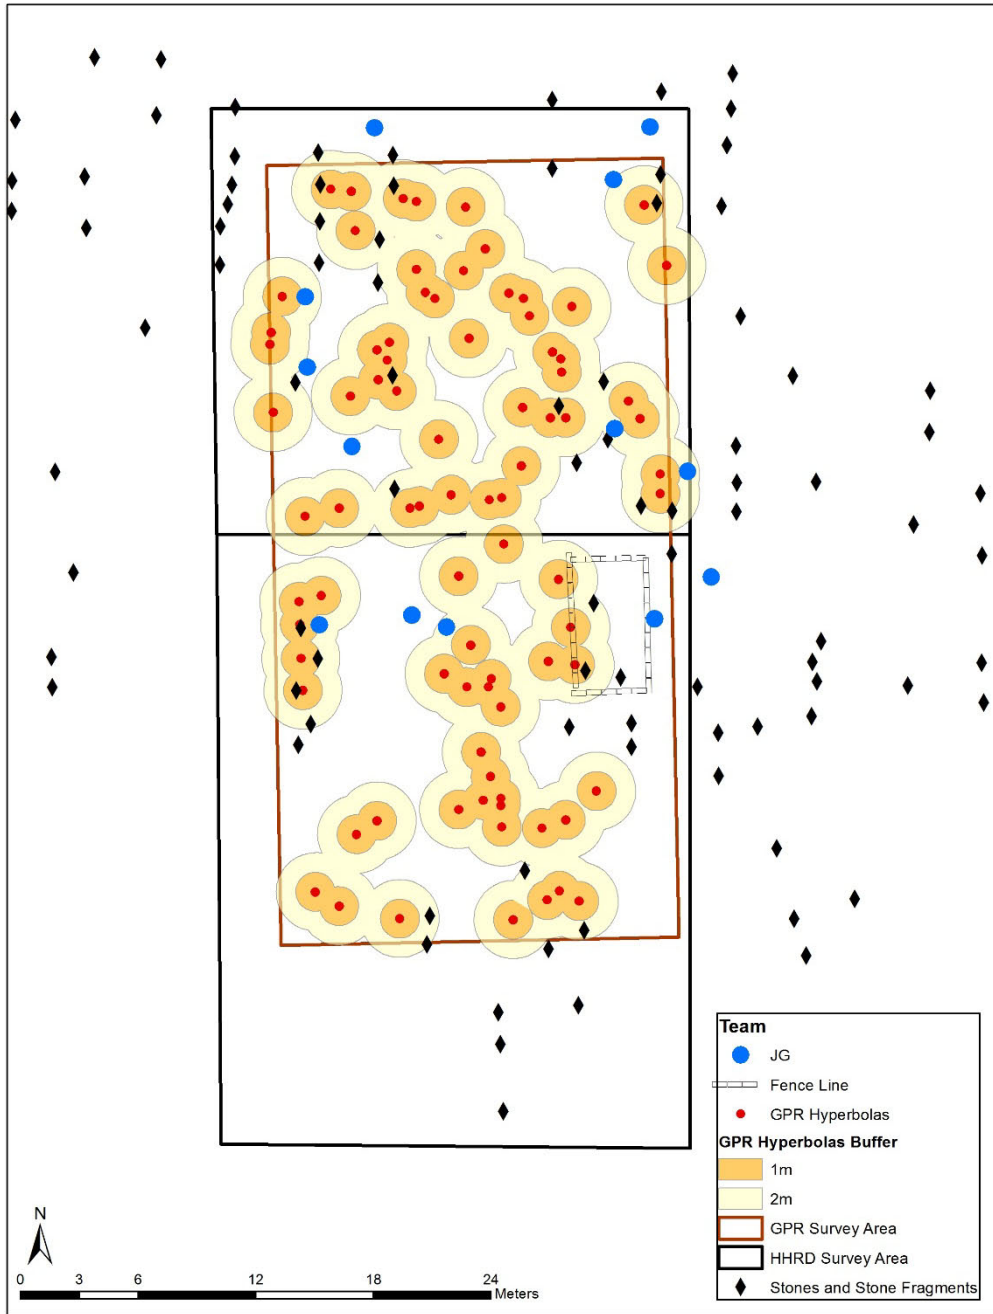 Team
JG
Fence Line
GPR Hyperbolas
GPR Hyperbolas Buffer
1m
2m
GPR Survey Area
HHRD Survey Area
Stones and Stone Fragments
N
0 3 6 12 18 24
Meters